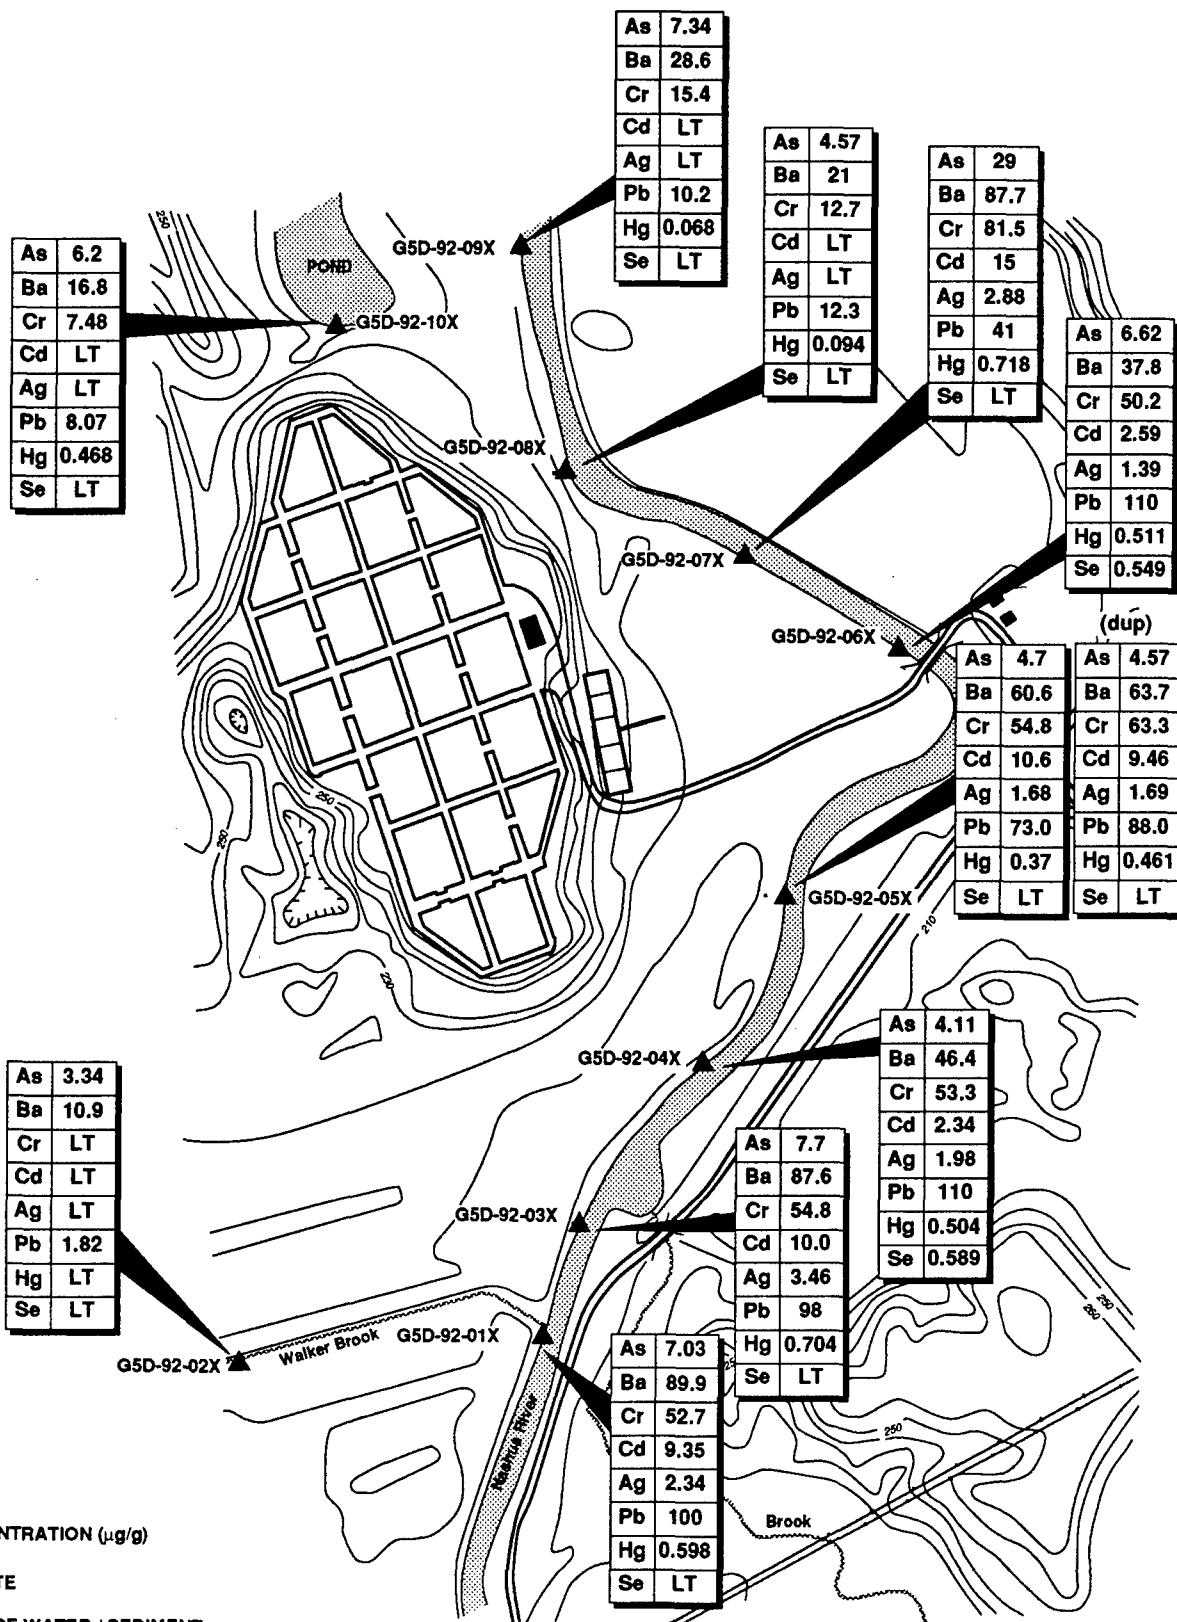 As 7.34
Ba 28.6
Cr 15.4
Cd LT
Ag LT
Pb 10.2
Hg 0.068
Se LT
As 4.57
Ba 21
Cr 12.7
Cd LT
Ag LT
Pb 12.3
Hg 0.094
Se LT
As 29
Ba 87.7
Cr 81.5
Cd 15
Ag 2.88
Pb 41
Hg 0.718
Se LT
250
POND
G5D-92-09X
As 6.2
Ba 16.8
Cr 7.48
Cd LT
Ag LT
Pb 8.07
Hg 0.468
Se LT
G5D-92-10X
As 6.62
Ba 37.8
Cr 50.2
Cd 2.59
Ag 1.39
Pb 110
Hg 0.511
Se 0.549
G5D-92-08X
G5D-92-07X
G5D-92-06X
(dup)
As 4.7
Ba 60.6
Cr 54.8
Cd 10.6
Ag 1.68
Pb 73.0
Hg 0.37
Se LT
As 4.57
Ba 63.7
Cr 63.3
Cd 9.46
Ag 1.69
Pb 88.0
Hg 0.461
Se LT
250
250
G5D-92-05X
210
230
As 4.11
Ba 46.4
Cr 53.3
Cd 2.34
Ag 1.98
Pb 110
Hg 0.504
Se 0.589
G5D-92-04X
As 3.34
Ba 10.9
Cr LT
Cd LT
Ag LT
Pb 1.82
Hg LT
Se LT
As 7.7
Ba 87.6
Cr 54.8
Cd 10.0
Ag 3.46
Pb 98
Hg 0.704
Se LT
G5D-92-03X
250
260
G5D-92-01X
Walker Brook
G5D-92-02X
As 7.03
Ba 89.9
Cr 52.7
Cd 9.35
Ag 2.34
Pb 100
Hg 0.598
Se LT
Nashua River
250
Brook
NTRATION (µg/g)
TE